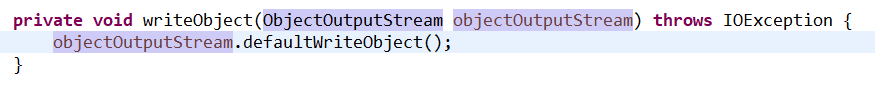 private void writeObject(ObjectOutputStream objectOutputStream) throws IOException {
    objectOutputStream.defaultWriteObject();
}